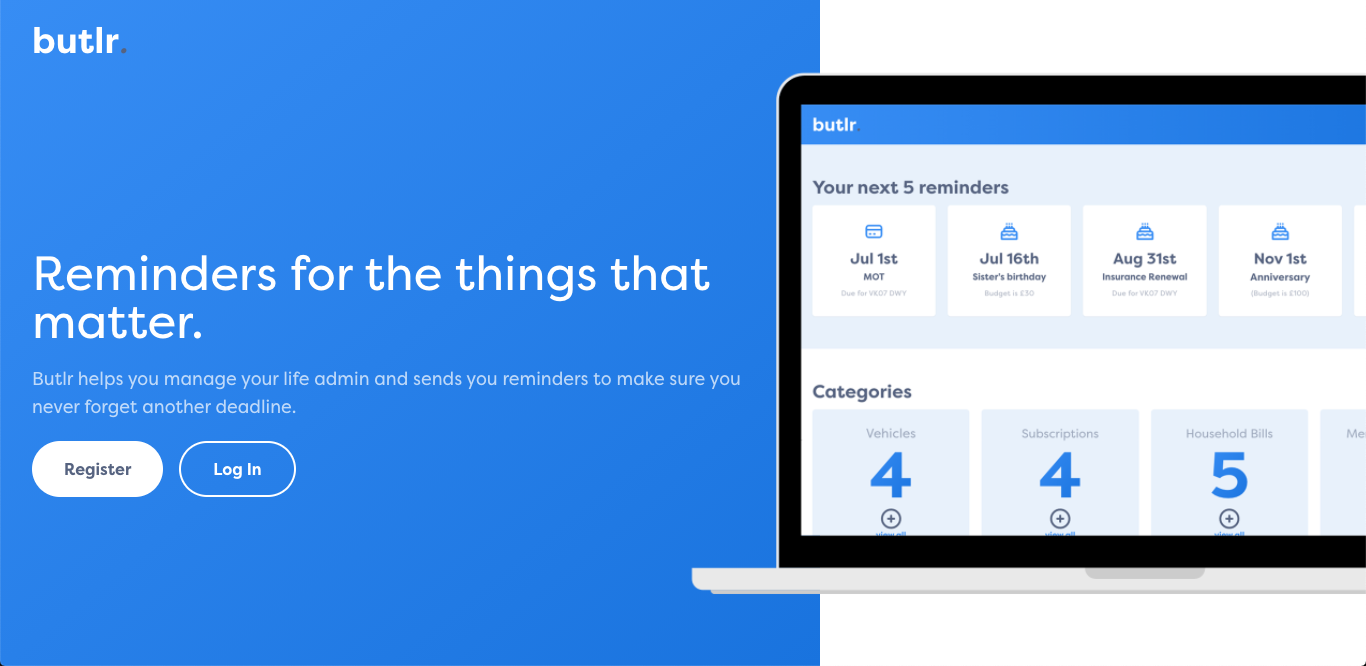 butlr.
Reminders for the things that
matter.
Butlr helps you manage your life admin and sends you reminders to make sure you
never forget another deadline.
Register
Log In
butlr.
Your next 5 reminders
Jul 1st
MOT
Due for VK07 DWY
Jul 16th
Sister's birthday
Budget is £30
Aug 31st
Insurance Renewal
Due for VK07 DWY
Nov 1st
Anniversary
(Budget is £100)
Categories
Vehicles
4
view all
Subscriptions
4
view all
Household Bills
5
view all
Me